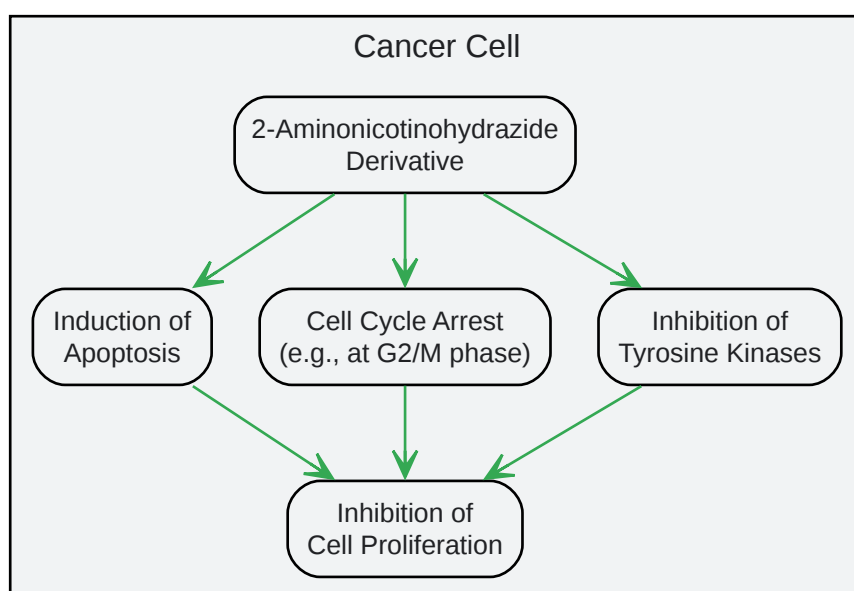 Cancer Cell
2-Aminonicotinohydrazide
Derivative
Induction of
Apoptosis
Cell Cycle Arrest
(e.g., at G2/M phase)
Inhibition of
Tyrosine Kinases
Inhibition of
Cell Proliferation